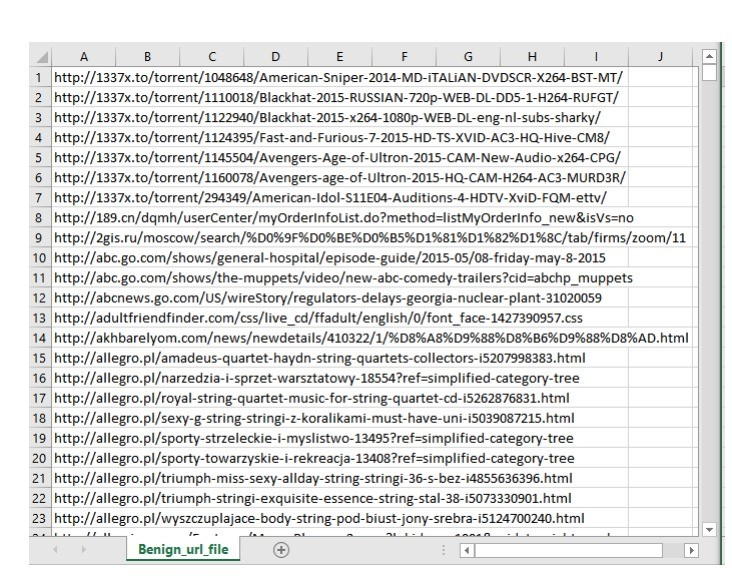 A B C D E F G H I J
1 http://1337x.to/torrent/1048648/American-Sniper-2014-MD-iTALiAN-DVDSCR-X264-BST-MT/
2 http://1337x.to/torrent/1110018/Blackhat-2015-RUSSIAN-720p-WEB-DL-DD5-1-H264-RUFGT/
3 http://1337x.to/torrent/1122940/Blackhat-2015-x264-1080p-WEB-DL-eng-nl-subs-sharky/
4 http://1337x.to/torrent/1124395/Fast-and-Furious-7-2015-HD-TS-XVID-AC3-HQ-Hive-CM8/
5 http://1337x.to/torrent/1145504/Avengers-Age-of-Ultron-2015-CAM-New-Audio-x264-CPG/
6 http://1337x.to/torrent/1160078/Avengers-age-of-Ultron-2015-HQ-CAM-H264-AC3-MURD3R/
7 http://1337x.to/torrent/294349/American-Idol-S11E04-Auditions-4-HDTV-XviD-FQM-ettv/
8 http://189.cn/dqmh/userCenter/myOrderInfoList.do?method=listMyOrderInfo_new&isVs=no
9 http://2gis.ru/moscow/search/%D0%9F%D0%BE%D0%B5%D1%81%D1%82%D1%8C/tab/firms/zoom/11
10 http://abc.go.com/shows/general-hospital/episode-guide/2015-05/08-friday-may-8-2015
11 http://abc.go.com/shows/the-muppets/video/new-abc-comedy-trailers?cid=abchp_muppets
12 http://abcnews.go.com/US/wireStory/regulators-delays-georgia-nuclear-plant-31020059
13 http://adultfriendfinder.com/css/live_cd/ffadult/english/0/font_face-1427390957.css
14 http://akhbarelyom.com/news/newdetails/410322/1/%D8%A8%D9%88%D8%B6%D9%88%D8%AD.html
15 http://allegro.pl/amadeus-quartet-haydn-string-quartets-collectors-i5207998383.html
16 http://allegro.pl/narzedzia-i-sprzet-warsztatowy-18554?ref=simplified-category-tree
17 http://allegro.pl/royal-string-quartet-music-for-string-quartet-cd-i5262876831.html
18 http://allegro.pl/sexy-g-string-stringi-z-koralikami-must-have-uni-i5039087215.html
19 http://allegro.pl/sporty-strzeleckie-i-myslistwo-13495?ref=simplified-category-tree
20 http://allegro.pl/sporty-towarzyskie-i-rekreacja-13408?ref=simplified-category-tree
21 http://allegro.pl/triumph-miss-sexy-allday-string-stringi-36-s-bez-i4855636396.html
22 http://allegro.pl/triumph-stringi-exquisite-essence-string-stal-38-i5073330901.html
23 http://allegro.pl/wyszczuplajace-body-string-pod-biust-jony-srebra-i5124700240.html
Benign_url_file